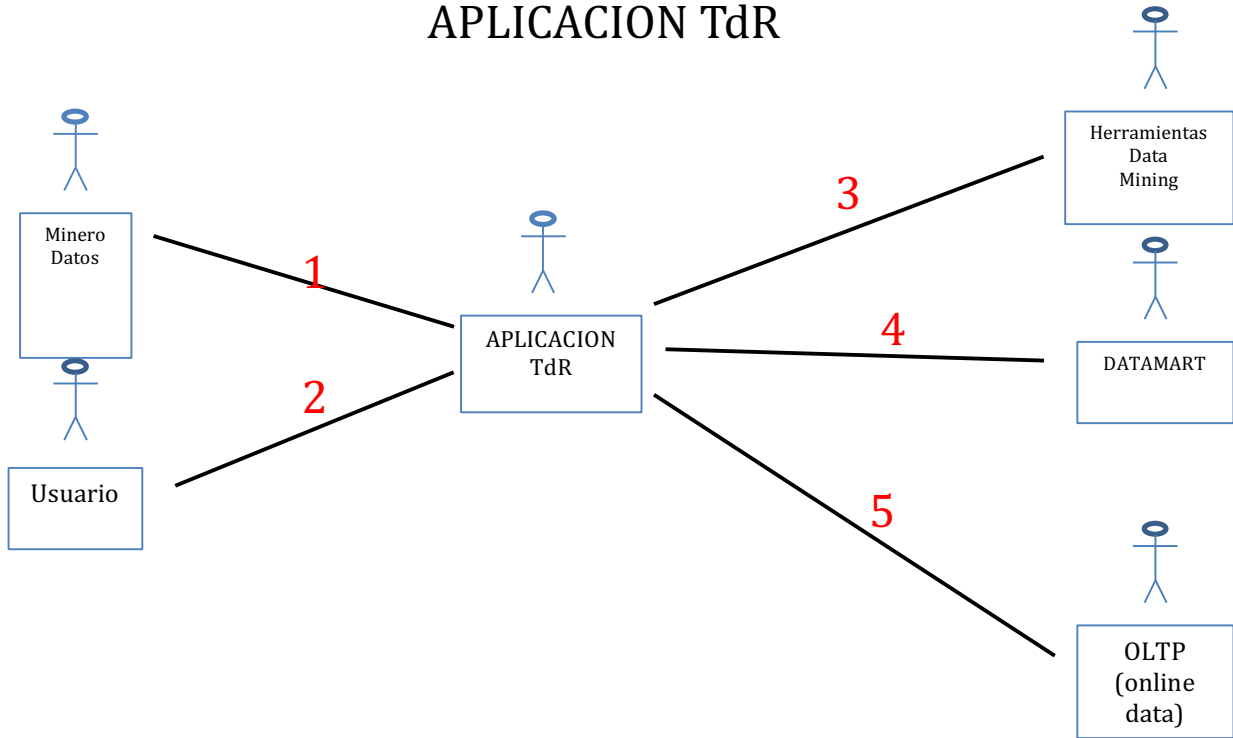 APLICACION TdR
Minero
Datos
Usuario
1
2
APLICACION
TdR
3
4
5
Herramientas
Data
Mining
DATAMART
OLTP
(online
data)